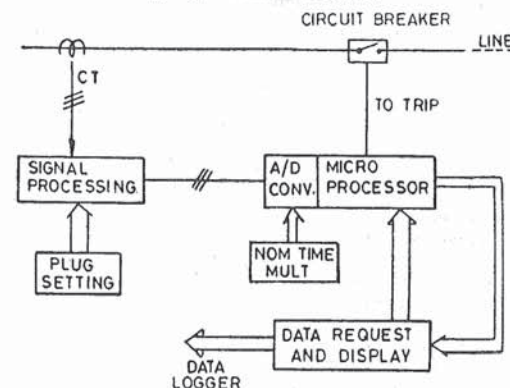 CIRCUIT BREAKER
LINE
CT
TO TRIP
SIGNAL
PROCESSING.
A/D
CONV.
MICRO
PROCESSOR
PLUG
SETTING
NOM TIME
MULT
DATA REQUEST
AND DISPLAY
DATA
LOGGER